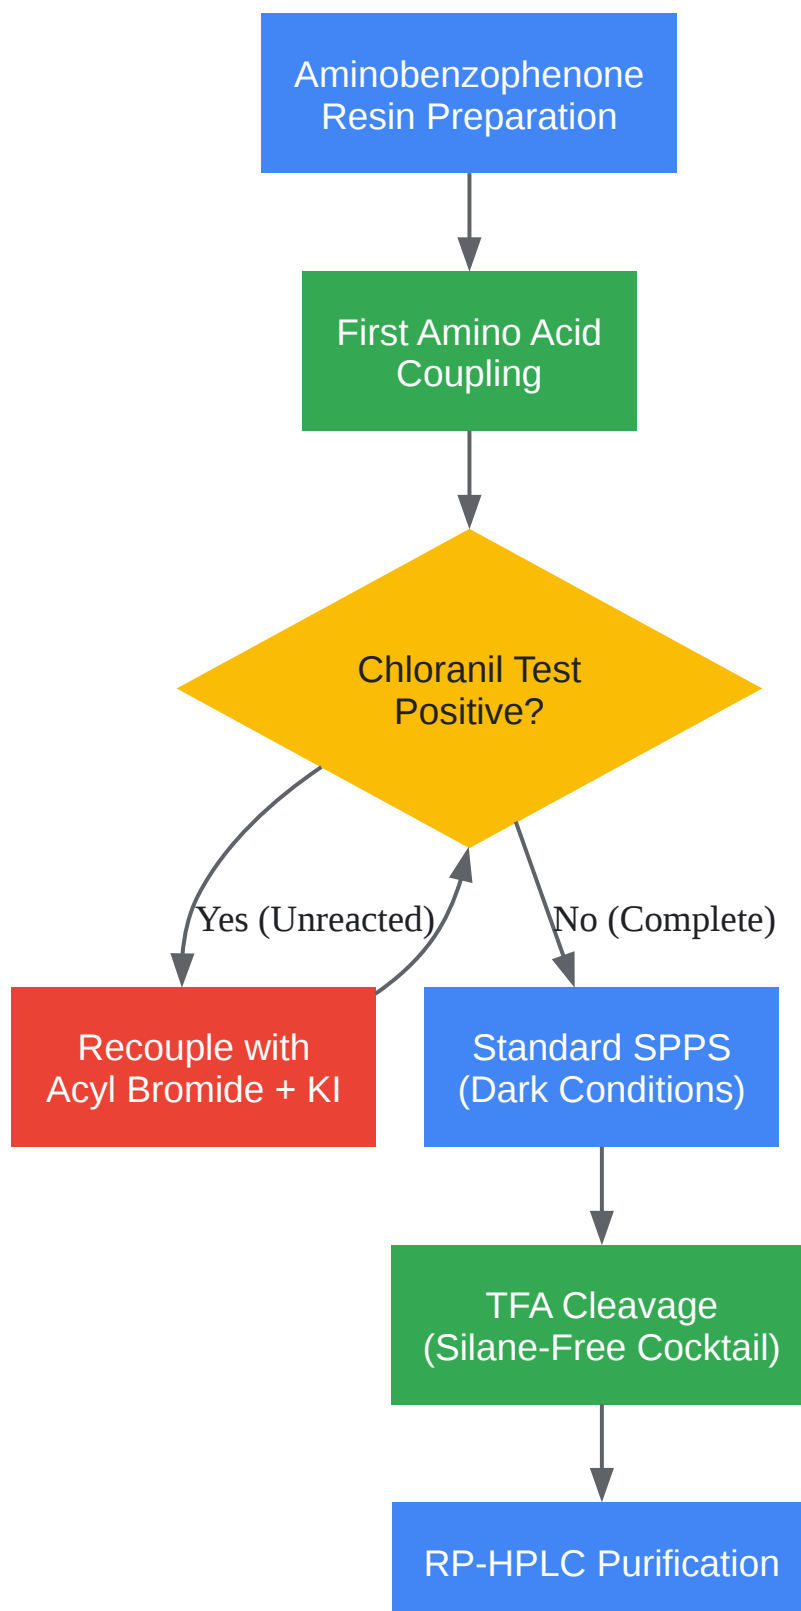 Aminobenzophenone
Resin Preparation
First Amino Acid
Coupling
Chloranil Test
Positive?
Yes (Unreacted)
No (Complete)
Recouple with
Acyl Bromide + KI
Standard SPPS
(Dark Conditions)
TFA Cleavage
(Silane-Free Cocktail)
RP-HPLC Purification